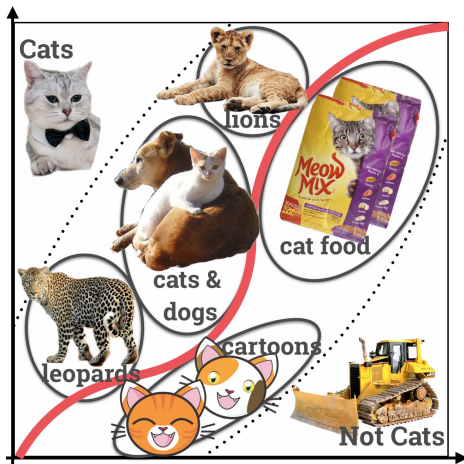 Cats
lions
MEOW
MIX
cat food
cats &
dogs
cartoons
leopards
Not Cats